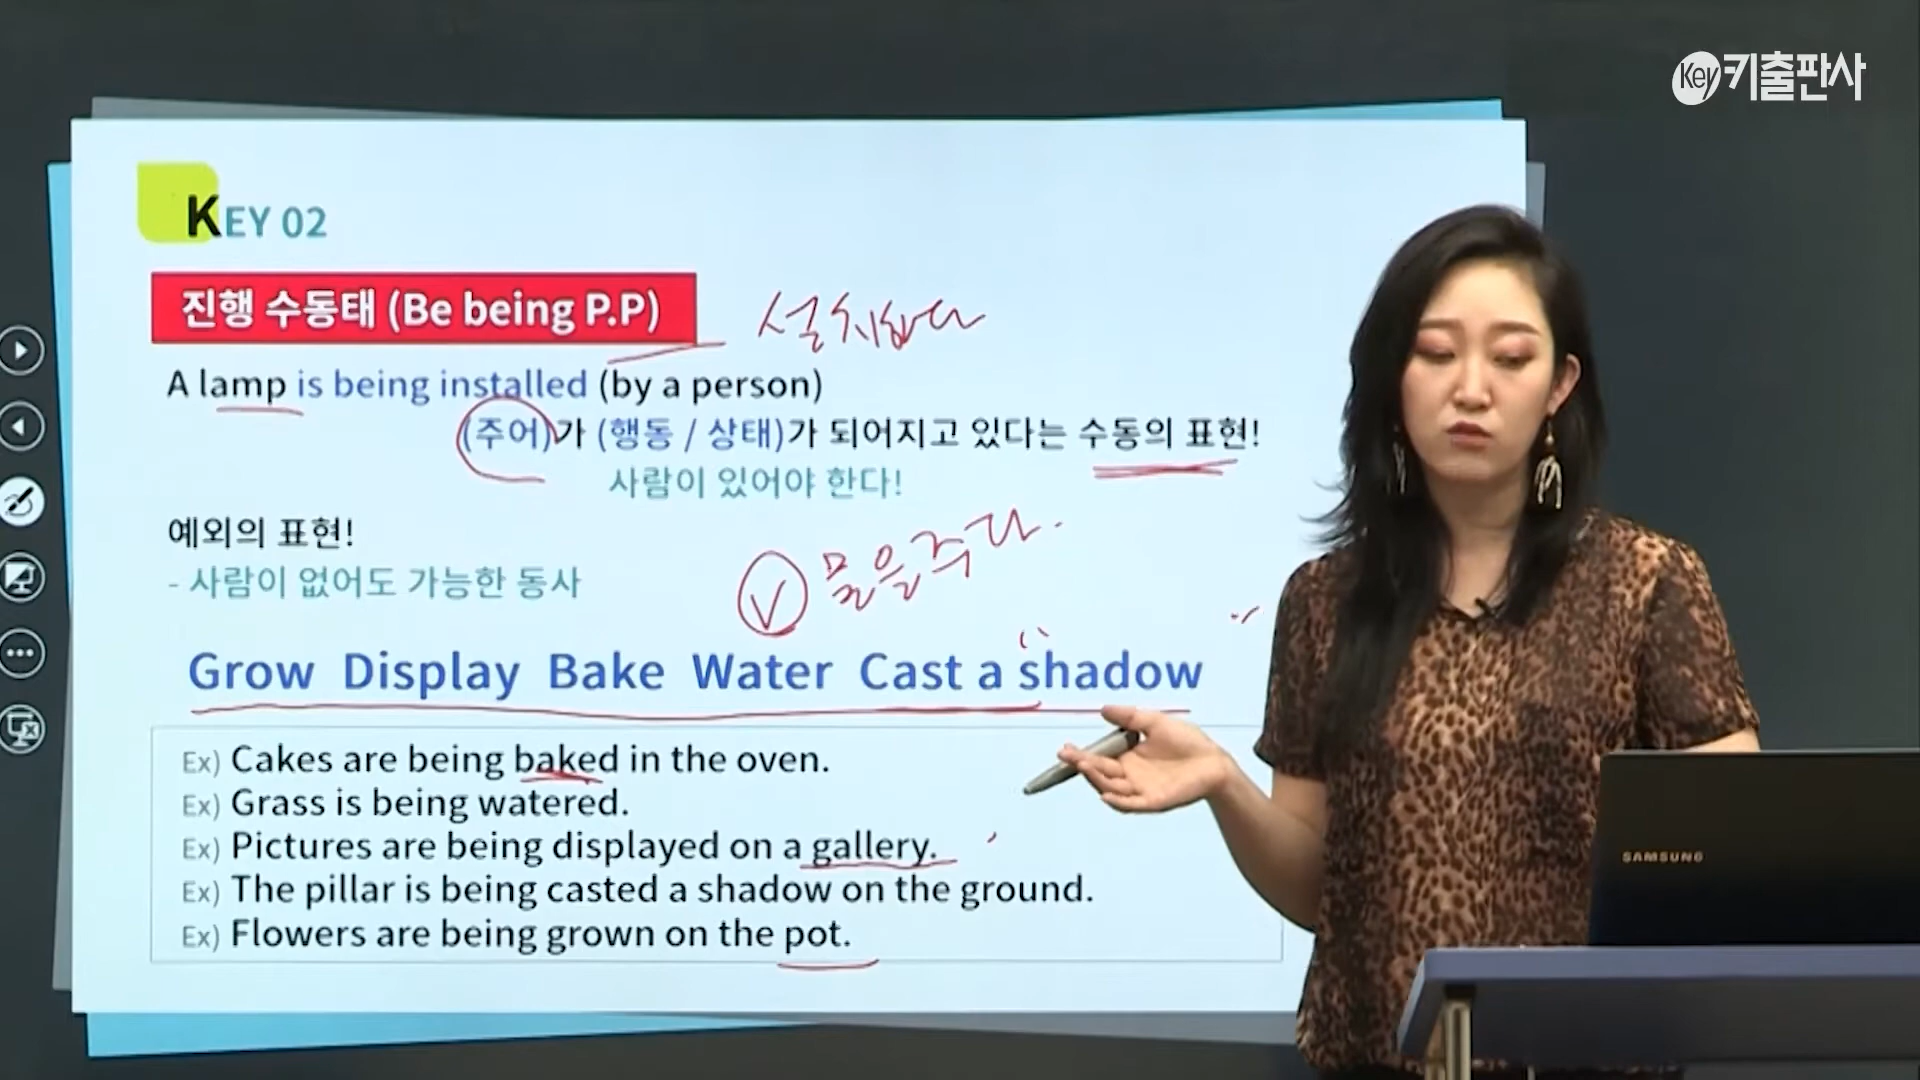 Key키출판사
KEY 02
진행 수동태 (Be being P.P)
설치하다
A lamp is being installed (by a person)
(주어)가 (행동 / 상태)가 되어지고 있다는 수동의 표현!
사람이 있어야 한다!
예외의 표현!
- 사람이 없어도 가능한 동사
V 물을주다.
Grow Display Bake Water Cast a shadow
Ex) Cakes are being baked in the oven.
Ex) Grass is being watered.
Ex) Pictures are being displayed on a gallery.
Ex) The pillar is being casted a shadow on the ground.
Ex) Flowers are being grown on the pot.
SAMSUNG